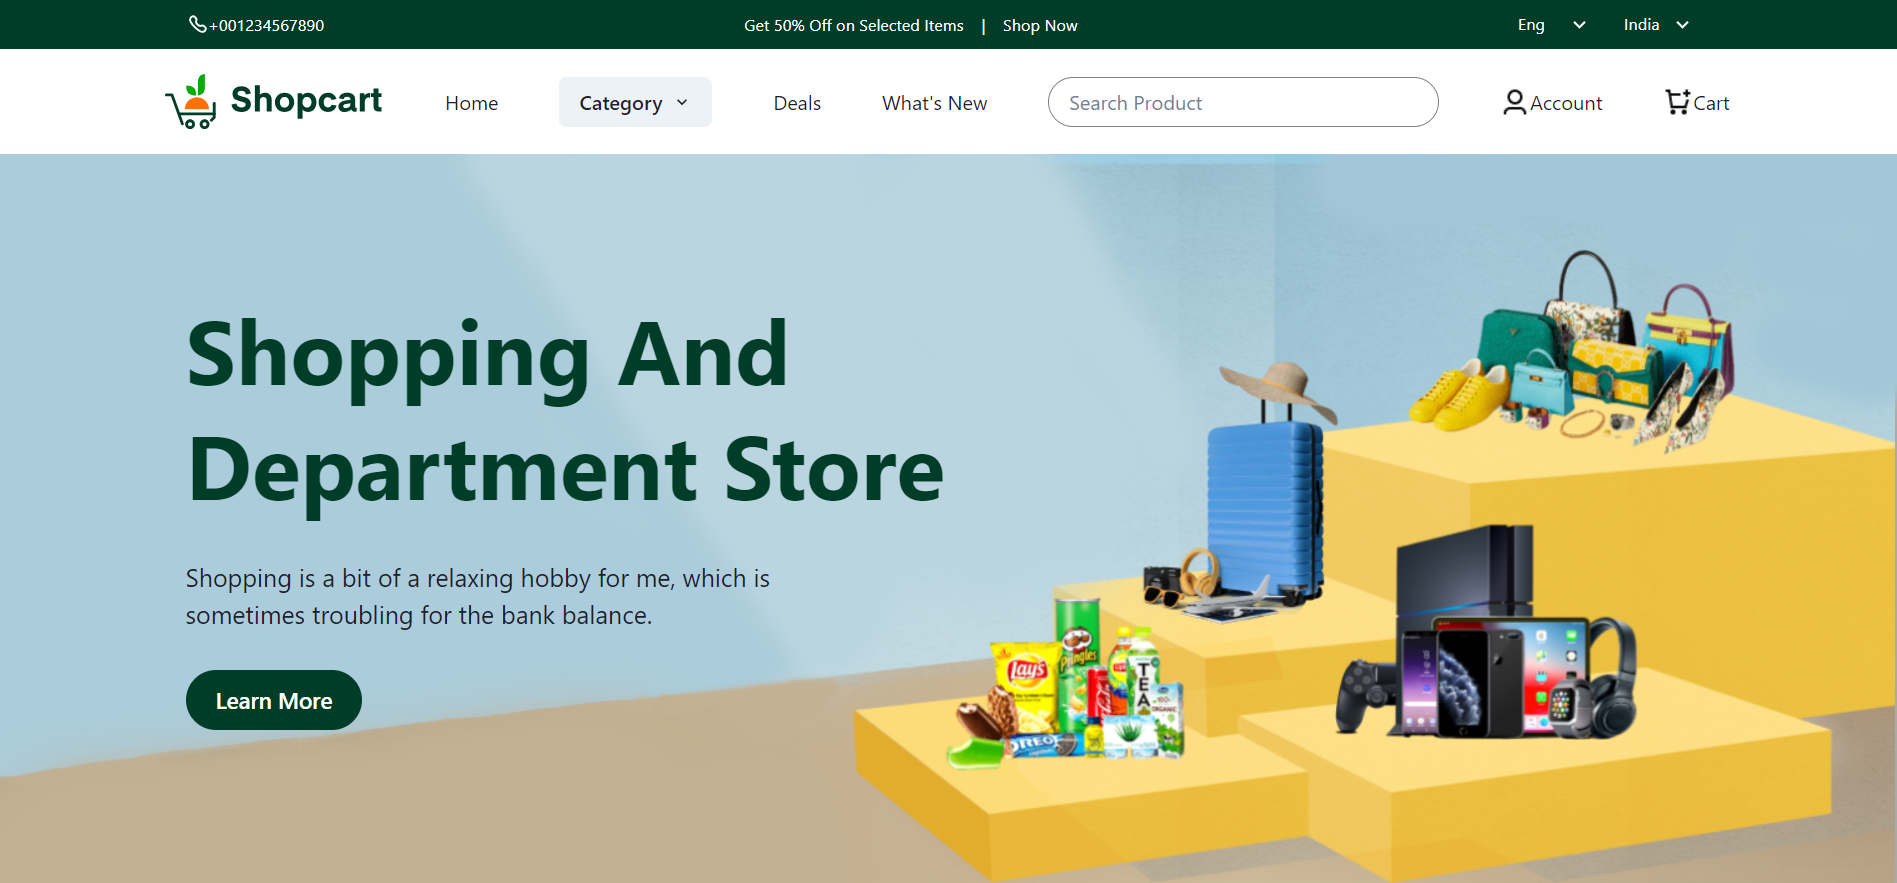 +001234567890
Get 50% Off on Selected Items | Shop Now
Eng
India
Shopcart
Home
Category
Deals
What's New
Search Product
Account
Cart
Shopping And
Department Store
Shopping is a bit of a relaxing hobby for me, which is
sometimes troubling for the bank balance.
Learn More
Lay's
Pringles
TEA
ORGANIC
OREO